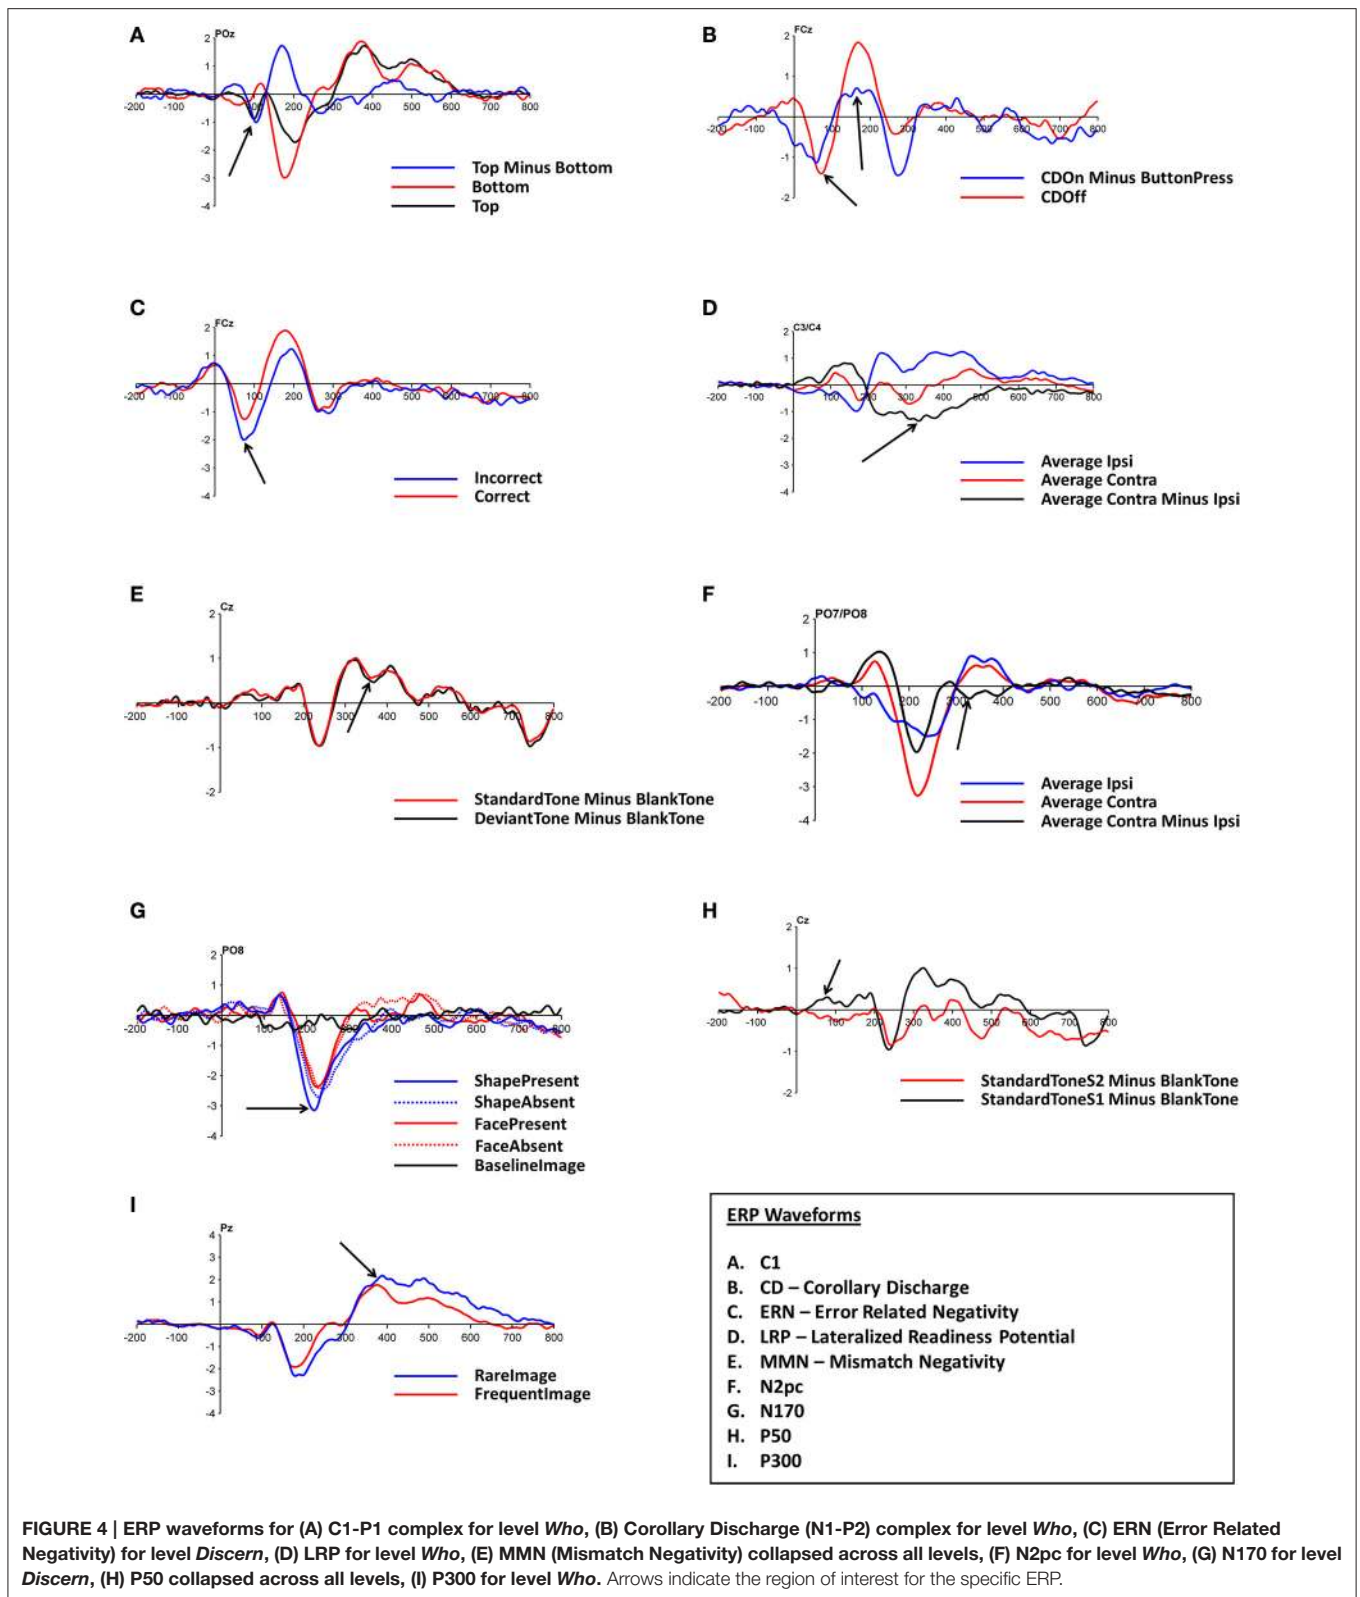 A
POz
2
1
-1
-2
-3
-4
-200 -100 100 200 300 400 500 600 700 800
Top Minus Bottom
Bottom
Top
B
FCz
2
1
-1
-2
-200 -100 100 200 300 400 500 600 700 800
CDOn Minus ButtonPress
CDOff
C
FCz
2
1
-1
-2
-3
-4
-200 -100 100 200 300 400 500 600 700 800
Incorrect
Correct
D
C3/C4
2
1
-1
-2
-3
-4
-200 -100 100 200 300 400 500 600 700 800
Average Ipsi
Average Contra
Average Contra Minus Ipsi
E
Cz
2
1
-1
-2
-200 -100 100 200 300 400 500 600 700 800
StandardTone Minus BlankTone
DeviantTone Minus BlankTone
F
PO7/PO8
2
1
-1
-2
-3
-4
-200 -100 100 200 300 400 500 600 700 800
Average Ipsi
Average Contra
Average Contra Minus Ipsi
G
PO8
2
1
-1
-2
-3
-4
-200 -100 100 200 300 400 500 600 700 800
ShapePresent
ShapeAbsent
FacePresent
FaceAbsent
BaselineImage
H
Cz
2
1
-1
-2
-200 -100 100 200 300 400 500 600 700 800
StandardToneS2 Minus BlankTone
StandardToneS1 Minus BlankTone
I
Pz
4
3
2
1
-1
-2
-3
-4
-200 -100 100 200 300 400 500 600 700 800
RareImage
FrequentImage
ERP Waveforms
A. C1
B. CD – Corollary Discharge
C. ERN – Error Related Negativity
D. LRP – Lateralized Readiness Potential
E. MMN – Mismatch Negativity
F. N2pc
G. N170
H. P50
I. P300
FIGURE 4 | ERP waveforms for (A) C1-P1 complex for level Who, (B) Corollary Discharge (N1-P2) complex for level Who, (C) ERN (Error Related
Negativity) for level Discern, (D) LRP for level Who, (E) MMN (Mismatch Negativity) collapsed across all levels, (F) N2pc for level Who, (G) N170 for level
Discern, (H) P50 collapsed across all levels, (I) P300 for level Who. Arrows indicate the region of interest for the specific ERP.